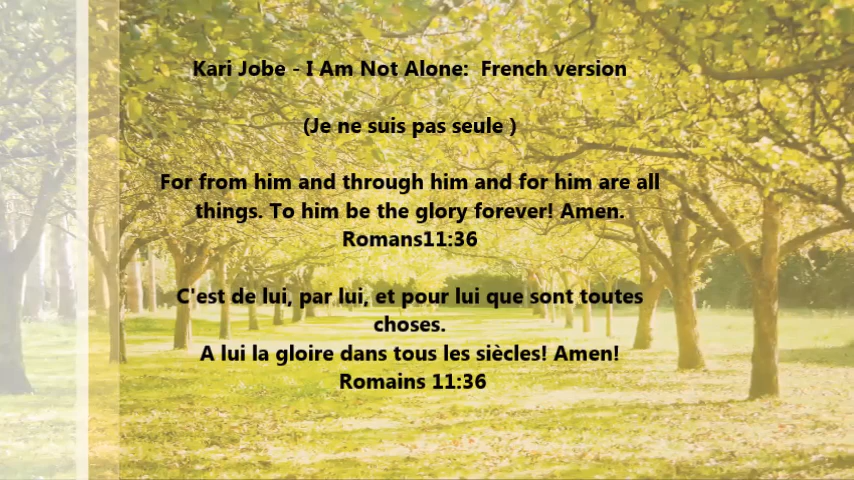 Kari Jobe - I Am Not Alone:  French version
(Je ne suis pas seule )
For from him and through him and for him are all
things. To him be the glory forever! Amen.
Romans11:36
C'est de lui, par lui, et pour lui que sont toutes
choses.
A lui la gloire dans tous les siècles! Amen!
Romains 11:36